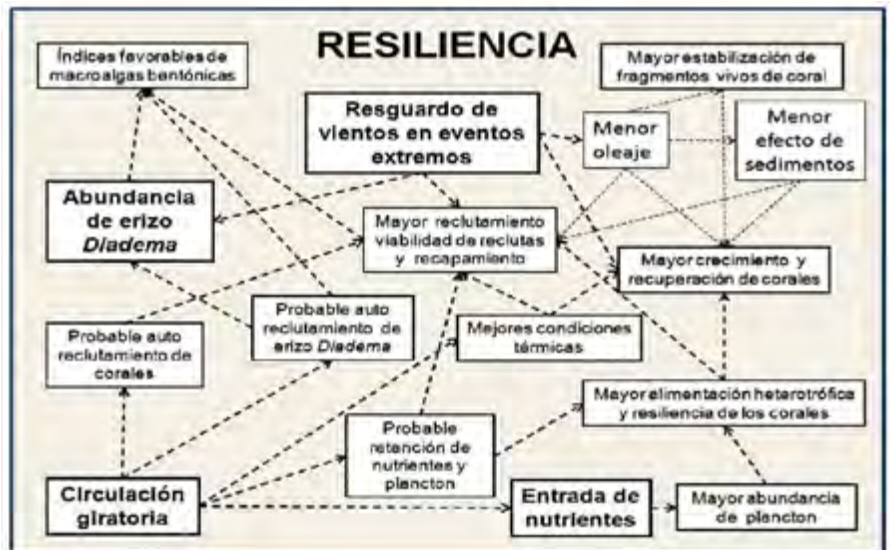 RESILIENCIA
Índices favorables de
macroalgas bentónicas
Mayor estabilización de
fragmentos vivos de coral
Resguardo de
vientos en eventos
extremos
Menor
oleaje
Menor
efecto de
sedimentos
Abundancia
de erizo
Diadema
Mayor reclutamiento
viabilidad de reclutas
y recapamiento
Mayor crecimiento y
recuperación de corales
Probable auto
reclutamiento de
corales
Probable auto
reclutamiento de
erizo Diadema
Mejores condiciones
térmicas
Mayor alimentación heterotrófica
y resiliencia de los corales
Probable
retención de
nutrientes y
plancton
Circulación
giratoria
Entrada de
nutrientes
Mayor abundancia
de plancton